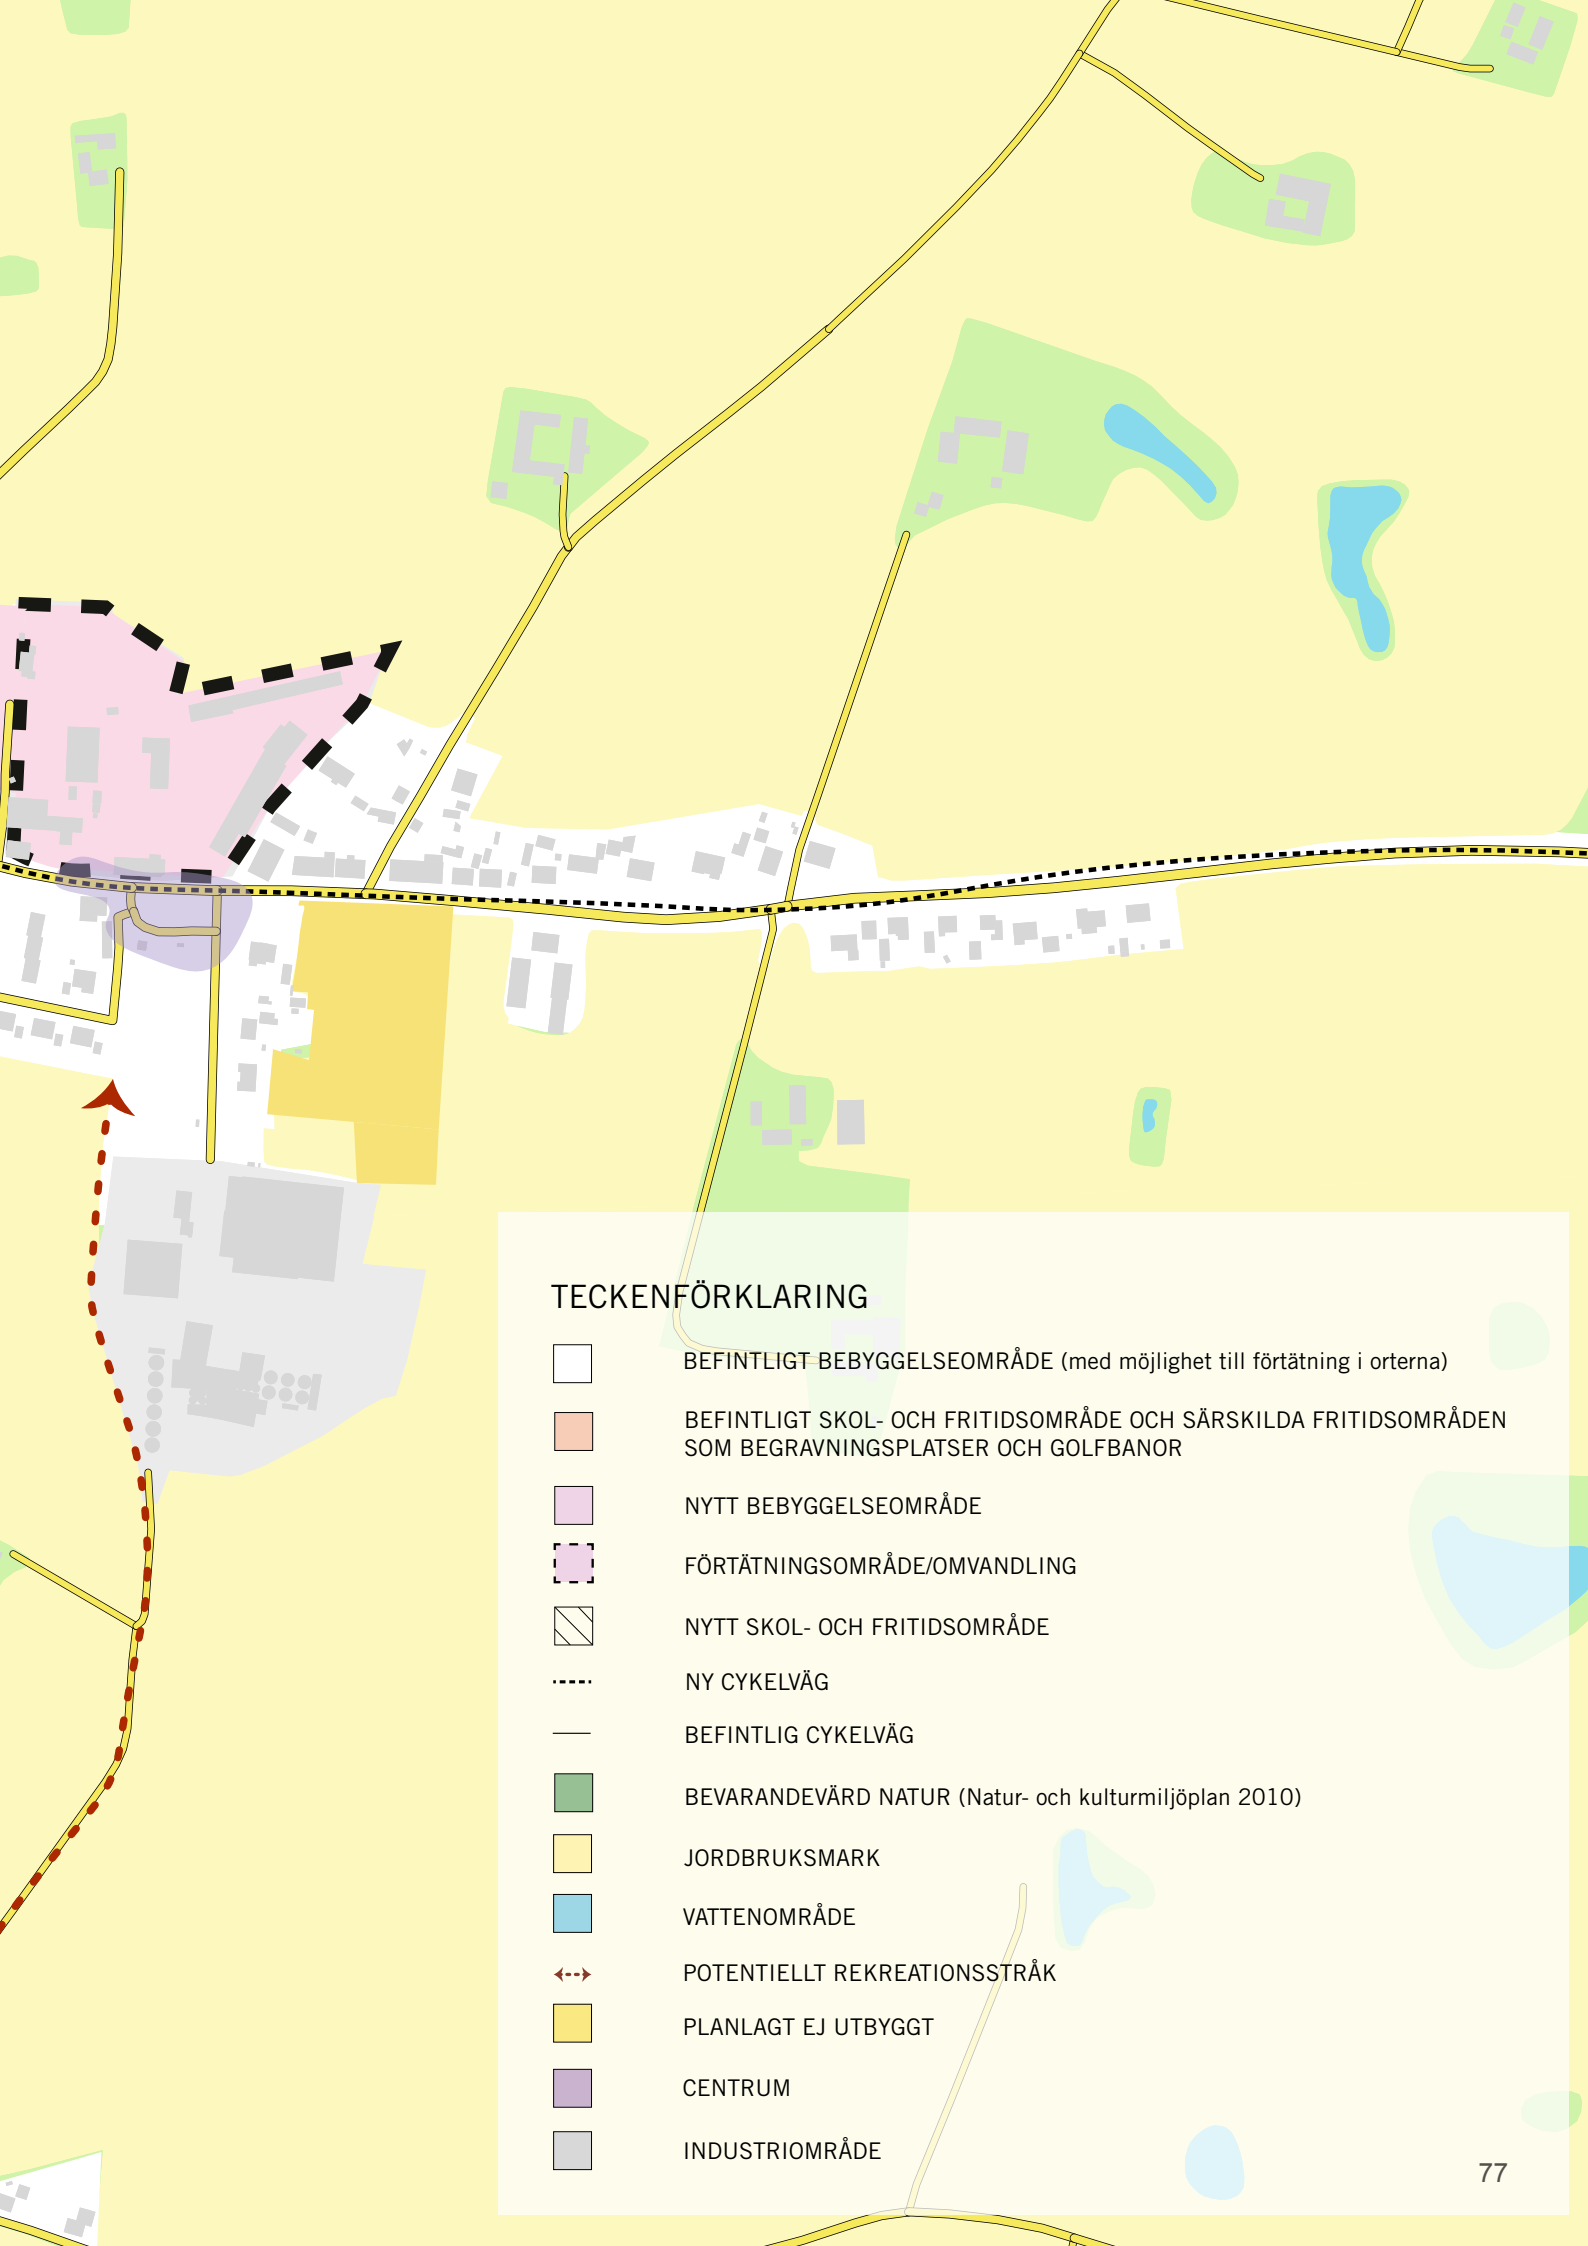 TECKENFÖRKLARING
BEFINTLIGT BEBYGGELSEOMRÅDE (med möjlighet till förtätning i orterna)
BEFINTLIGT SKOL- OCH FRITIDSOMRÅDE OCH SÄRSKILDA FRITIDSOMRÅDEN
SOM BEGRAVNINGSPLATSER OCH GOLFBANOR
NYTT BEBYGGELSEOMRÅDE
FÖRTÄTNINGSOMRÅDE/OMVANDLING
NYTT SKOL- OCH FRITIDSOMRÅDE
NY CYKELVÄG
BEFINTLIG CYKELVÄG
BEVARANDEVÄRD NATUR (Natur- och kulturmiljöplan 2010)
JORDBRUKSMARK
VATTENOMRÅDE
POTENTIELLT REKREATIONSSTRÅK
PLANLAGT EJ UTBYGGT
CENTRUM
INDUSTRIOMRÅDE
77